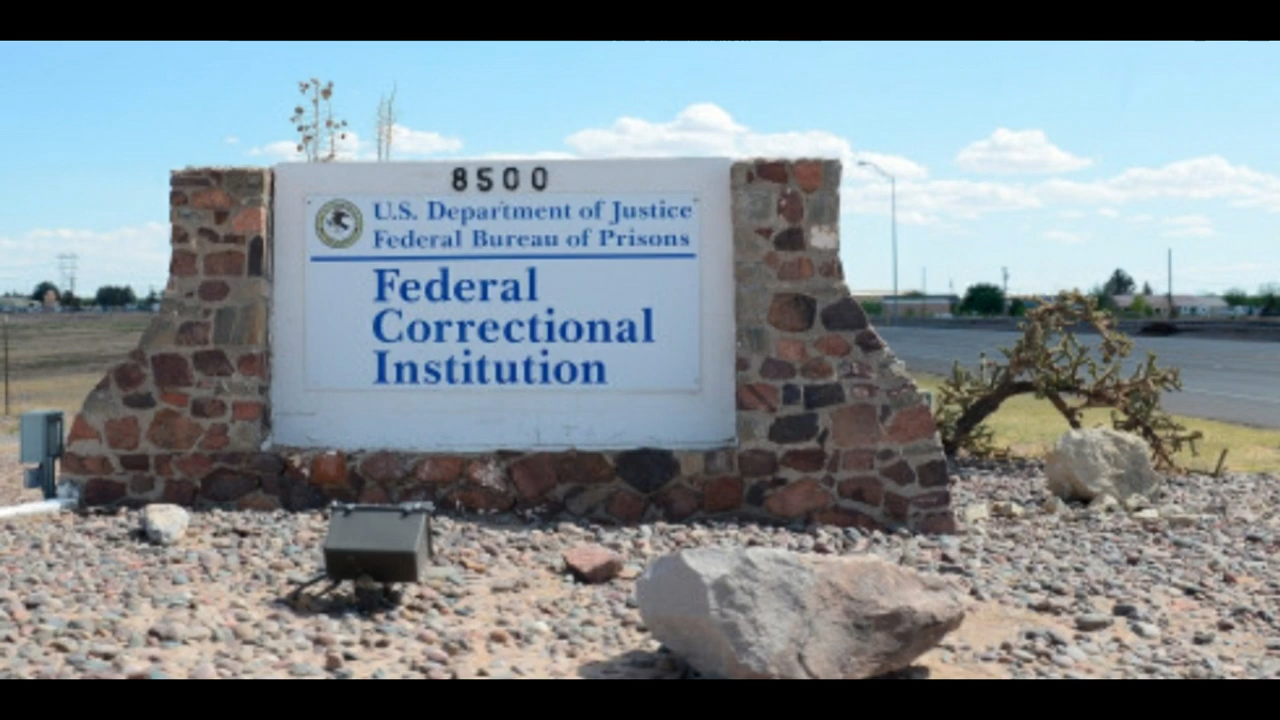 8500
U.S. Department of Justice
Federal Bureau of Prisons
Federal
Correctional
Institution